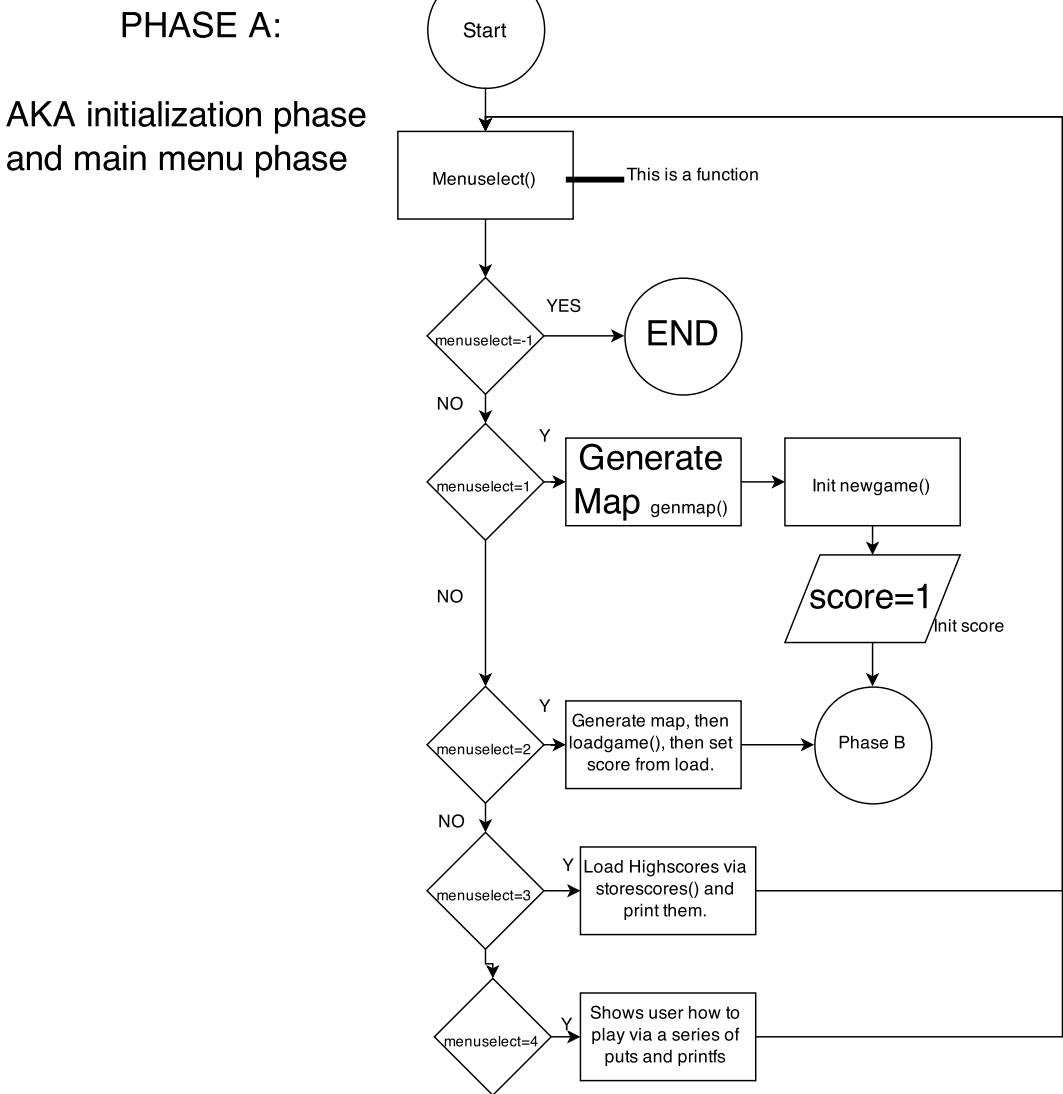 PHASE A:
Start
AKA initialization phase
and main menu phase
Menuselect()
This is a function
YES
menuselect=-1
END
NO
Y
menuselect=1
Generate
Map genmap()
Init newgame()
NO
score=1
Init score
Y
menuselect=2
Generate map, then
loadgame(), then set
score from load.
Phase B
NO
Y
menuselect=3
Load Highscores via
storescores() and
print them.
Y
menuselect=4
Shows user how to
play via a series of
puts and printfs